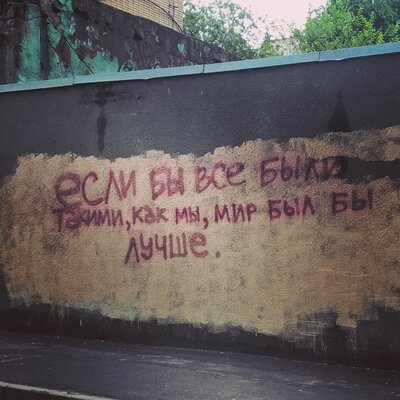 если бы все были
такими, как мы, мир был бы
лучше.